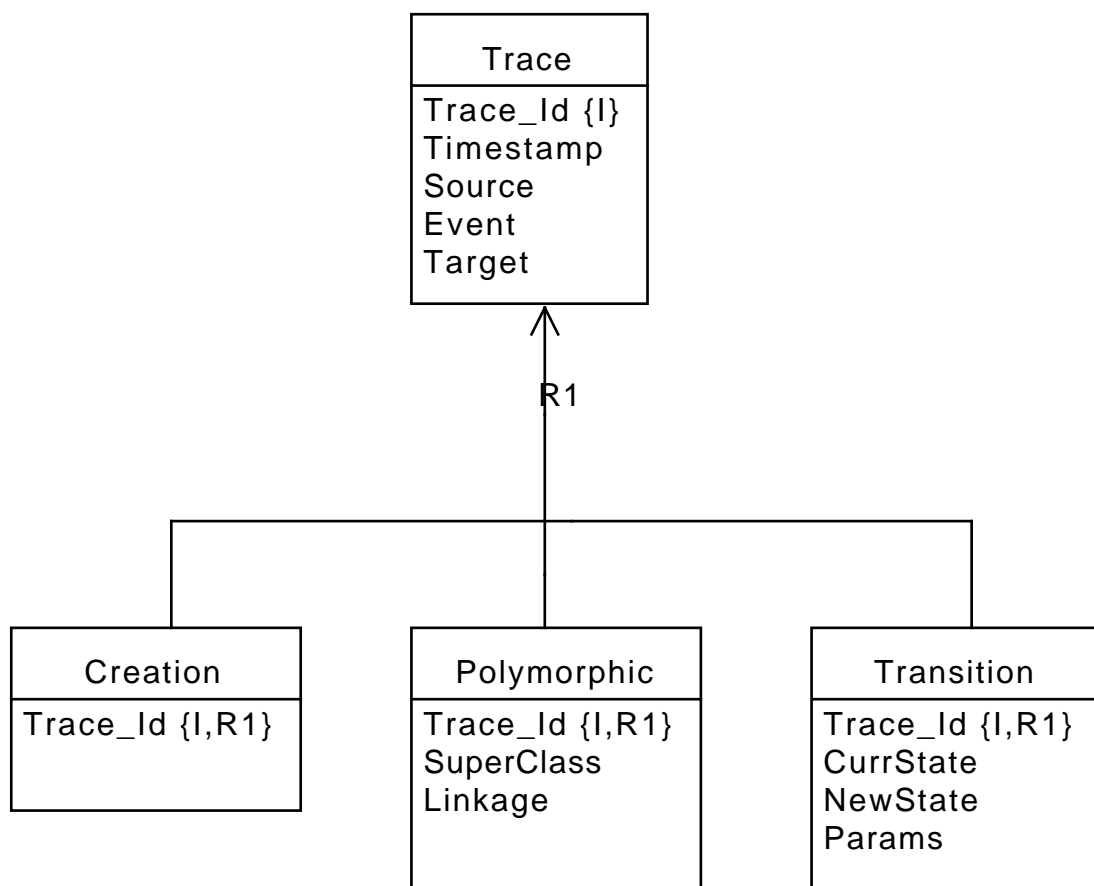 Trace
Trace_Id {I}
Timestamp
Source
Event
Target
R1
Creation
Trace_Id {I,R1}
Polymorphic
Trace_Id {I,R1}
SuperClass
Linkage
Transition
Trace_Id {I,R1}
CurrState
NewState
Params